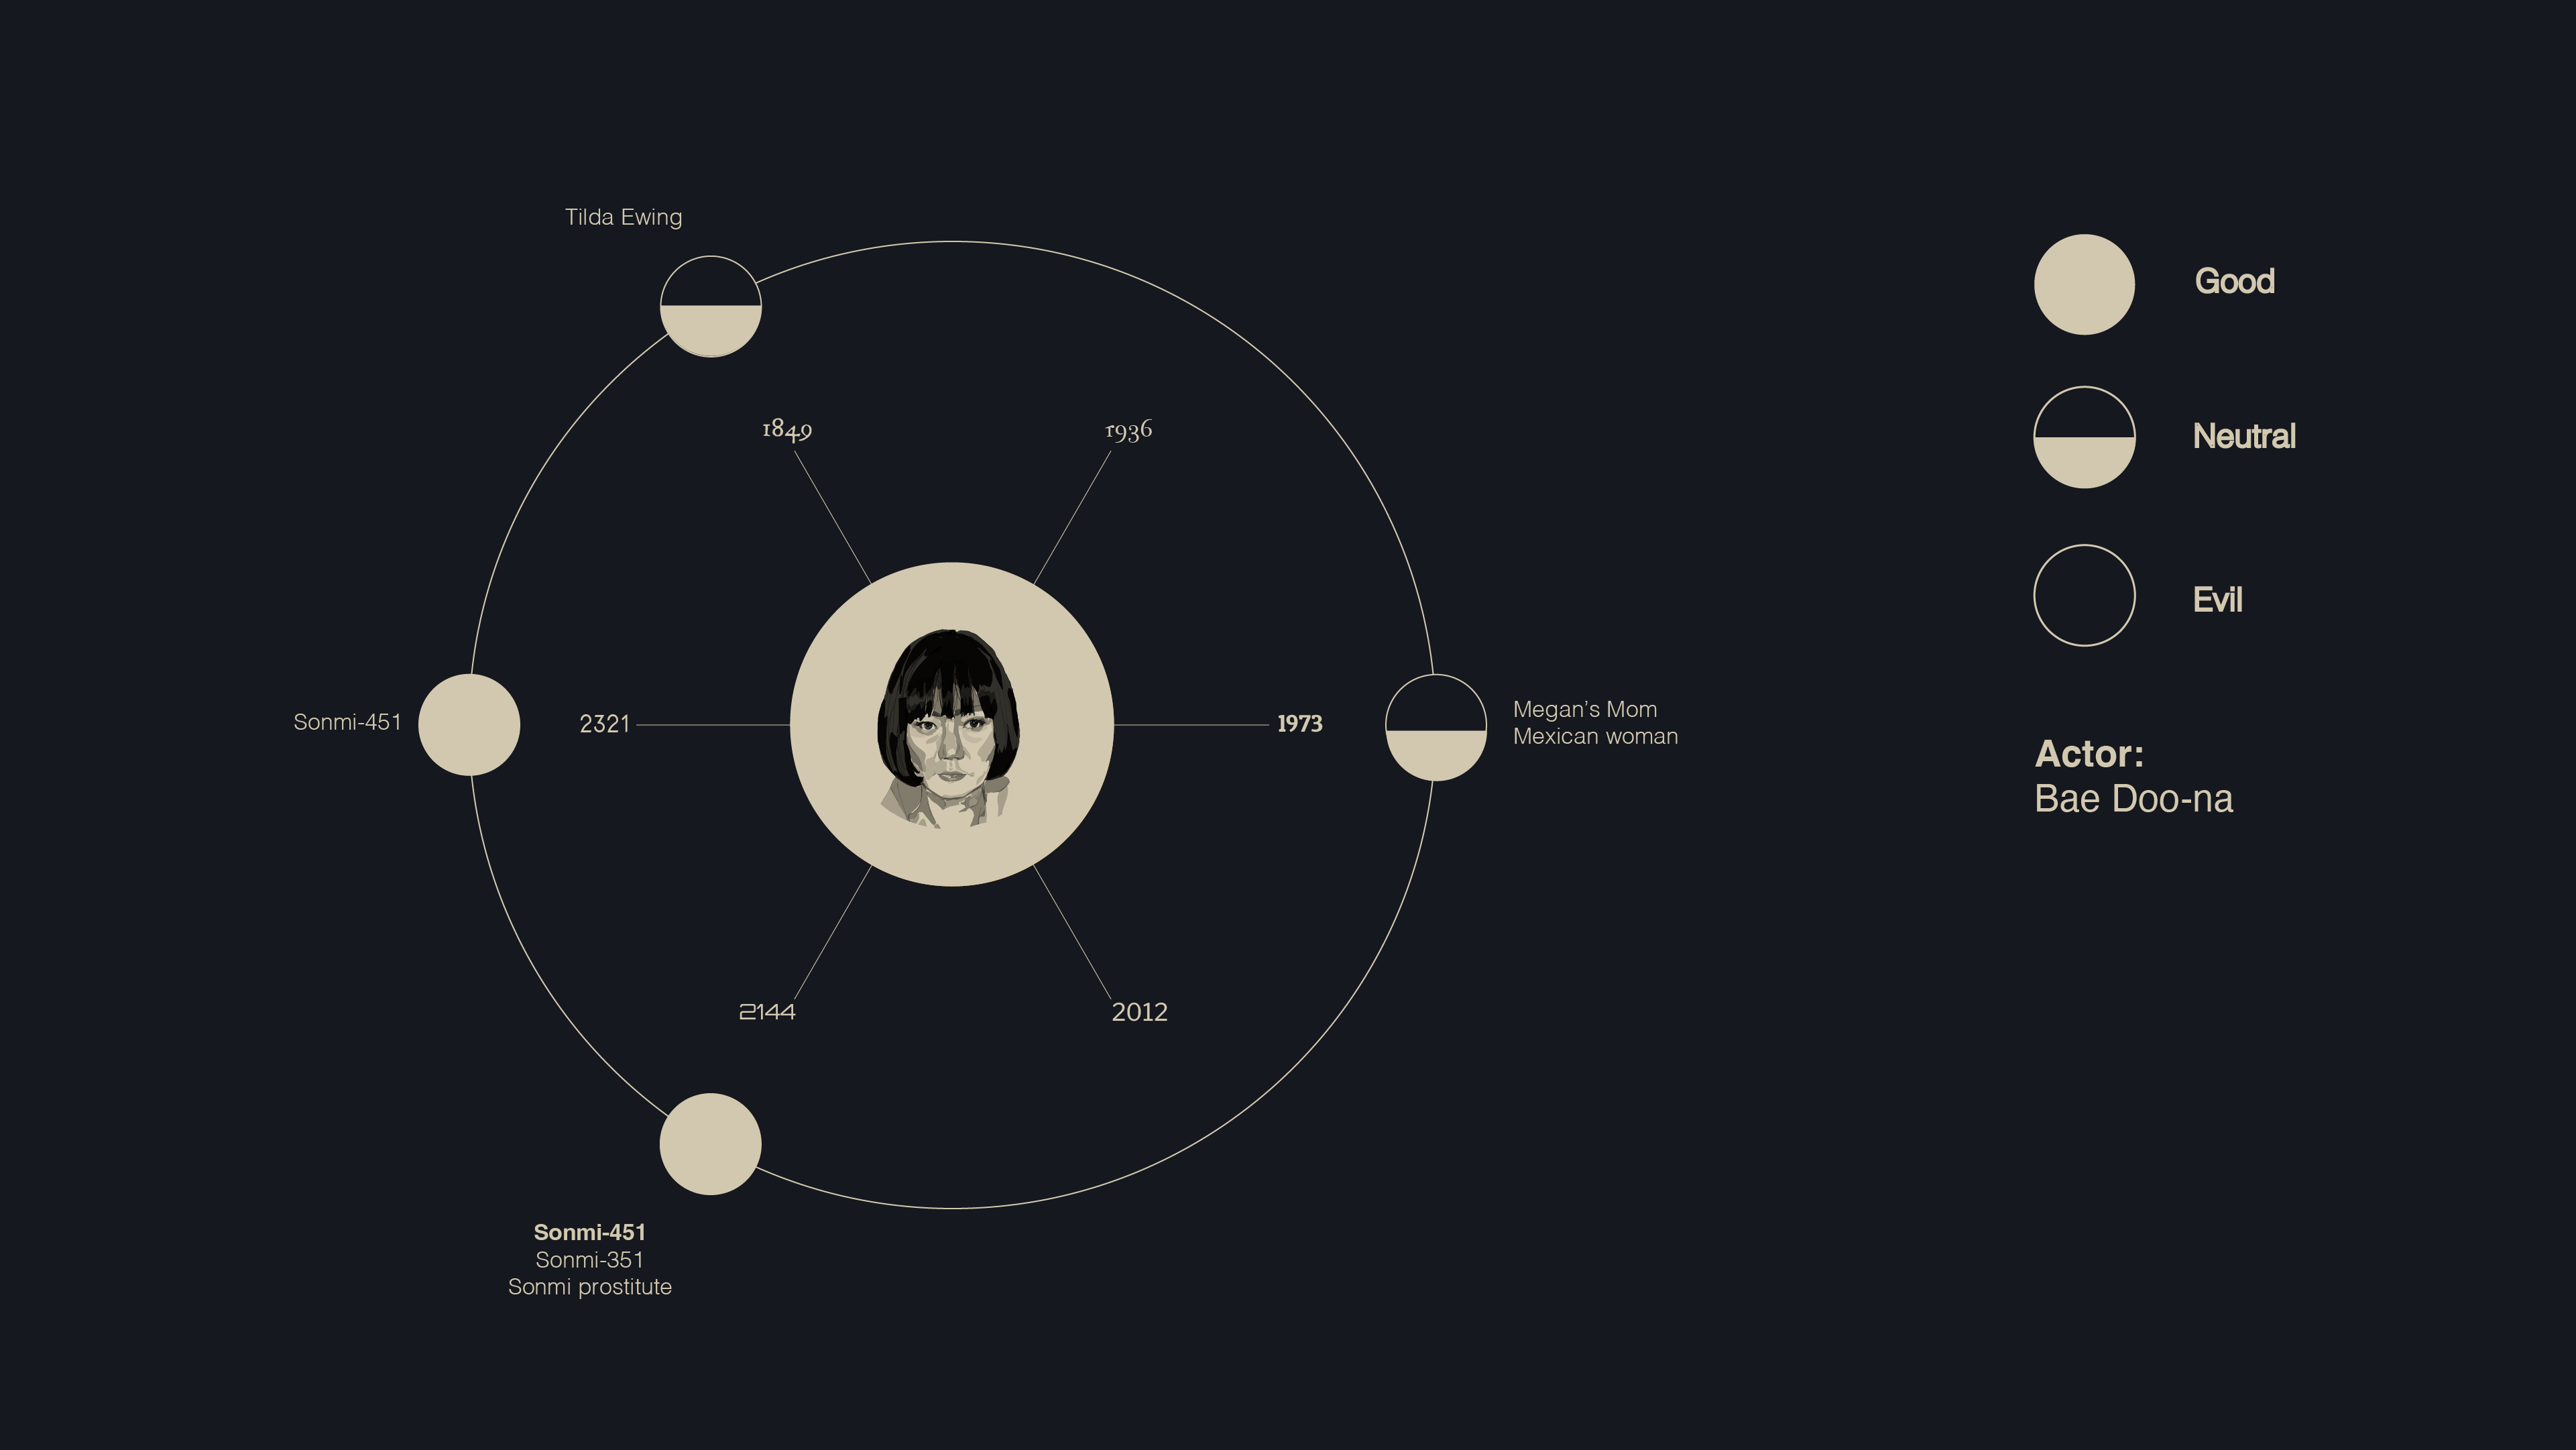 Tilda Ewing
1849
1936
Sonmi-451
2321
1973
Megan’s Mom
Mexican woman
2144
2012
Sonmi-451
Sonmi-351
Sonmi prostitute
Good
Neutral
Evil
Actor:
Bae Doo-na